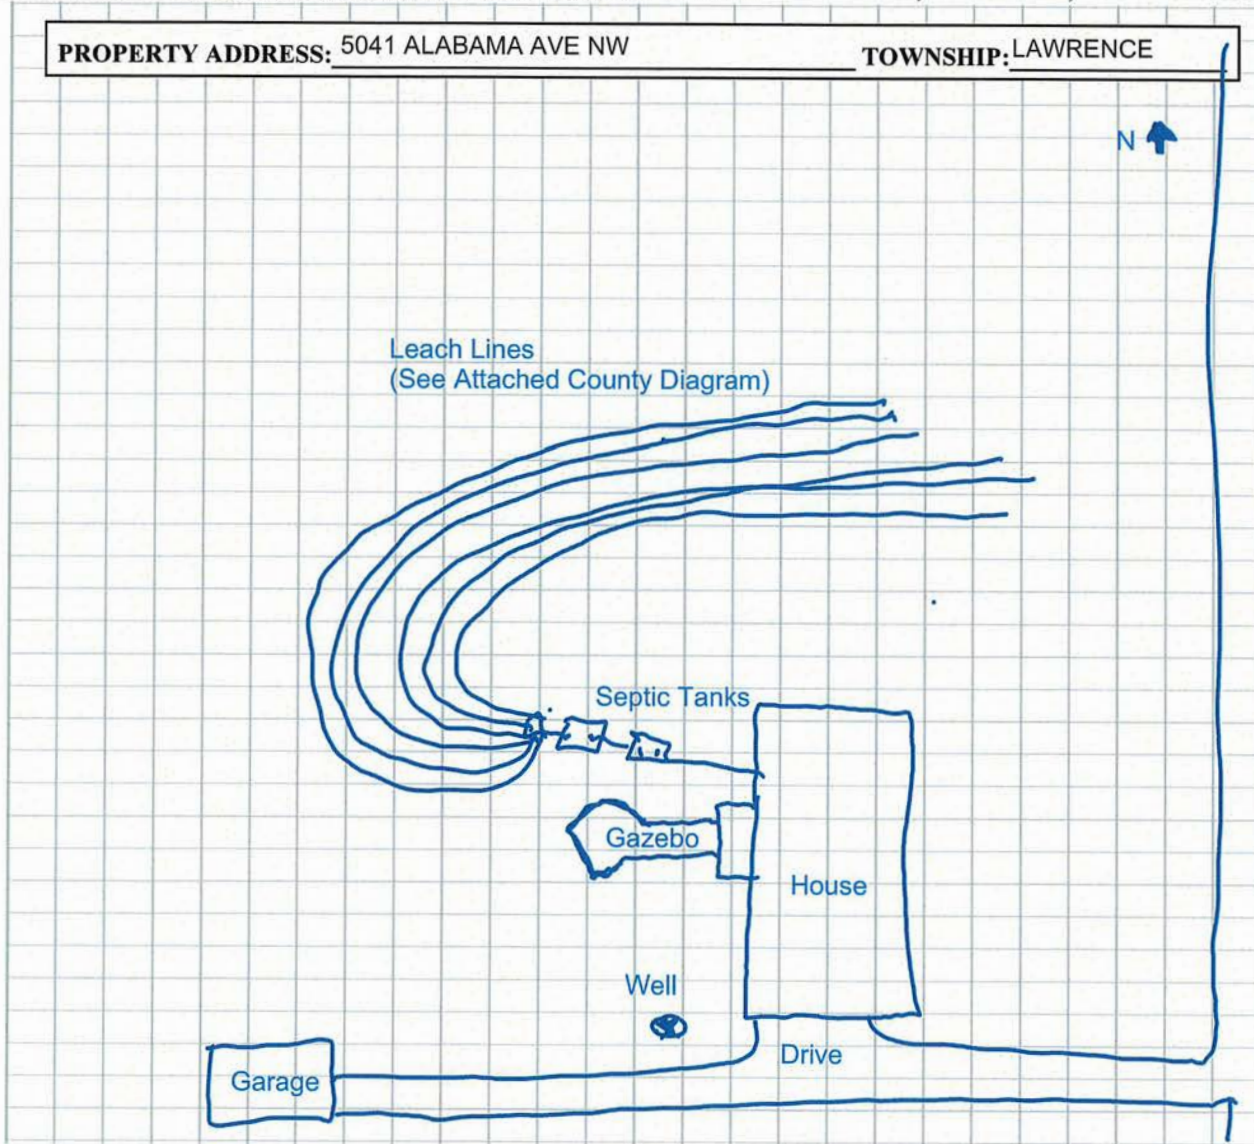 PROPERTY ADDRESS: 5041 ALABAMA AVE NW TOWNSHIP: LAWRENCE
N
Leach Lines
(See Attached County Diagram)
Septic Tanks
Gazebo
House
Well
Drive
Garage